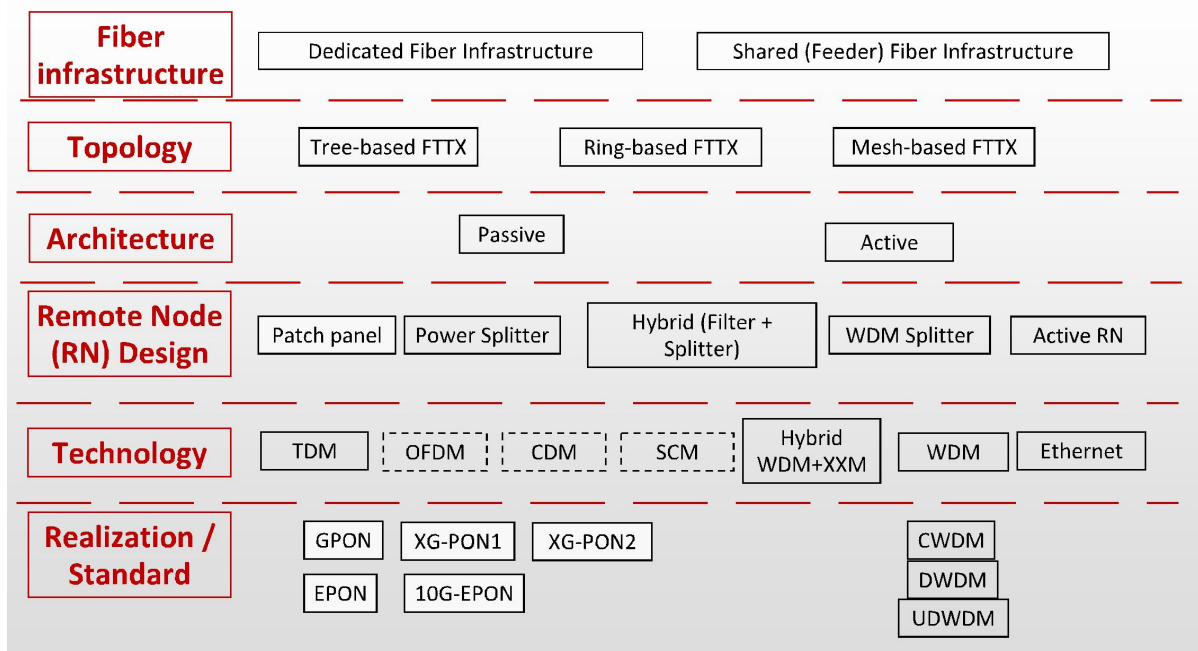 Fiber
infrastructure
Dedicated Fiber Infrastructure
Shared (Feeder) Fiber Infrastructure
Topology
Tree-based FTTX
Ring-based FTTX
Mesh-based FTTX
Architecture
Passive
Active
Remote Node
(RN) Design
Patch panel
Power Splitter
Hybrid (Filter +
Splitter)
WDM Splitter
Active RN
Technology
TDM
OFDM
CDM
SCM
Hybrid
WDM+XXM
WDM
Ethernet
Realization /
Standard
GPON
XG-PON1
XG-PON2
EPON
10G-EPON
CWDM
DWDM
UDWDM